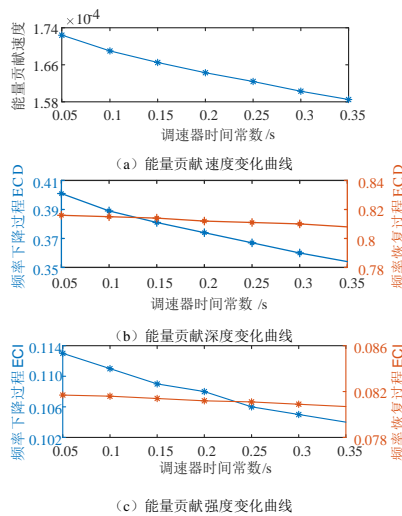 ×10⁻⁴
1.74
1.66
1.58
能量贡献速度
0.05 0.1 0.15 0.2 0.25 0.3 0.35
调速器时间常数/s
（a）能量贡献速度变化曲线
0.41 0.84
0.39 0.82
0.37 0.8
0.35 0.78
频率下降过程ECD
频率恢复过程ECD
0.05 0.1 0.15 0.2 0.25 0.3 0.35
调速器时间常数 /s
（b）能量贡献深度变化曲线
0.114 0.086
0.110
0.082
0.106
0.102 0.078
频率下降过程ECI
频率恢复过程ECI
0.05 0.1 0.15 0.2 0.25 0.3 0.35
调速器时间常数/s
（c）能量贡献强度变化曲线